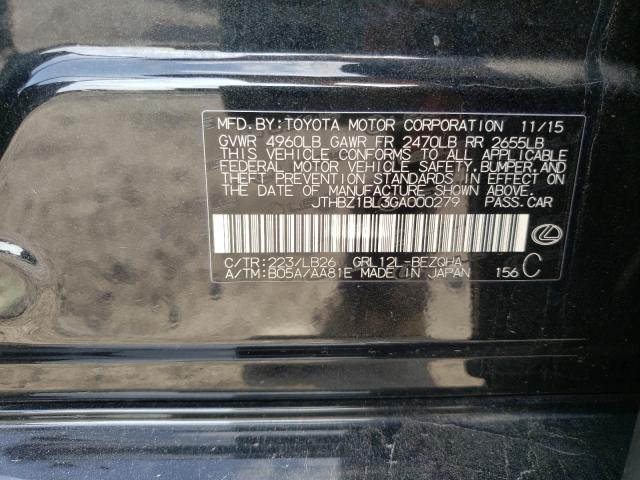 MFD.BY:TOYOTA MOTOR CORPORATION 11/15
GVWR 4960LB GAWR FR 2470LB RR 2655LB
THIS VEHICLE CONFORMS TO ALL APPLICABLE
FEDERAL MOTOR VEHICLE SAFETY,BUMPER,AND
THEFT PREVENTION STANDARDS IN EFFECT ON
THE DATE OF MANUFACTURE SHOWN ABOVE.
JTHBZ1BL3GA000279 PASS.CAR
C/TR:223/LB26 GRL12L-BEZQHA
A/TM:B05A/AA81E MADE IN JAPAN 156 C